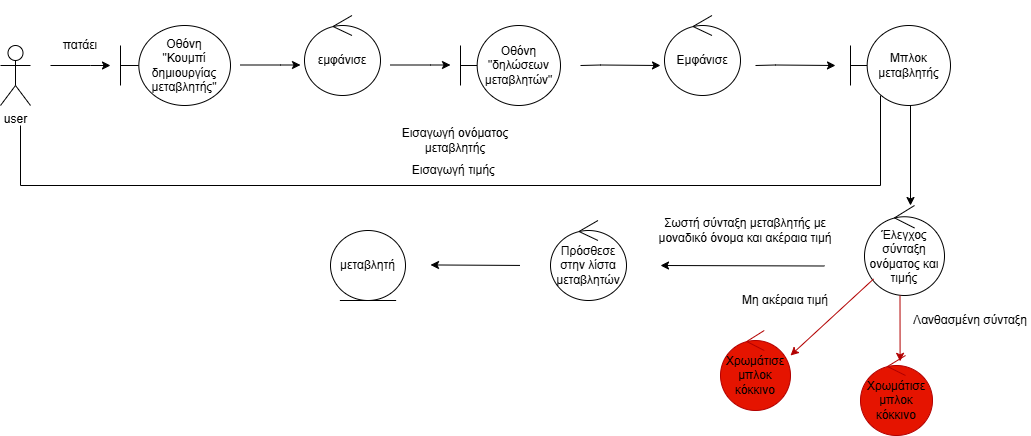 πατάει
user
Οθόνη
"Κουμπί
δημιουργίας
μεταβλητής"
εμφάνισε
Οθόνη
"δηλώσεων
μεταβλητών"
Εμφάνισε
Μπλοκ
μεταβλητής
Εισαγωγή ονόματος
μεταβλητής
Εισαγωγή τιμής
Έλεγχος
σύνταξη
ονόματος και
τιμής
Σωστή σύνταξη μεταβλητής με
μοναδικό όνομα και ακέραια τιμή
Πρόσθεσε
στην λίστα
μεταβλητών
μεταβλητή
Μη ακέραια τιμή
Λανθασμένη σύνταξη
Χρωμάτισε
μπλοκ
κόκκινο
Χρωμάτισε
μπλοκ
κόκκινο